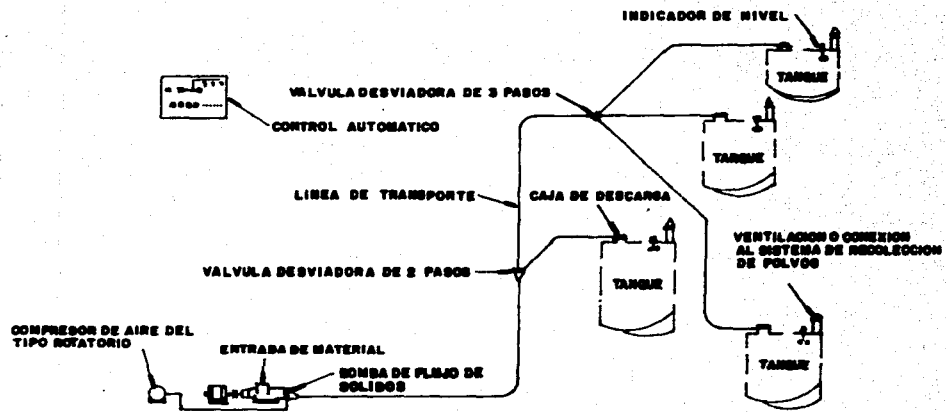 INDICADOR DE NIVEL
TANQUE
VALVULA DESVIADORA DE 3 PASOS
CONTROL AUTOMATICO
TANQUE
LINEA DE TRANSPORTE
CAJA DE DESCARGA
VENTILACION O CONEXION
AL SISTEMA DE RECOLECCION
DE POLVOS
VALVULA DESVIADORA DE 2 PASOS
TANQUE
COMPRESOR DE AIRE DEL
TIPO ROTATORIO
ENTRADA DE MATERIAL
BOMBA DE FLUJO DE
SOLIDOS
TANQUE